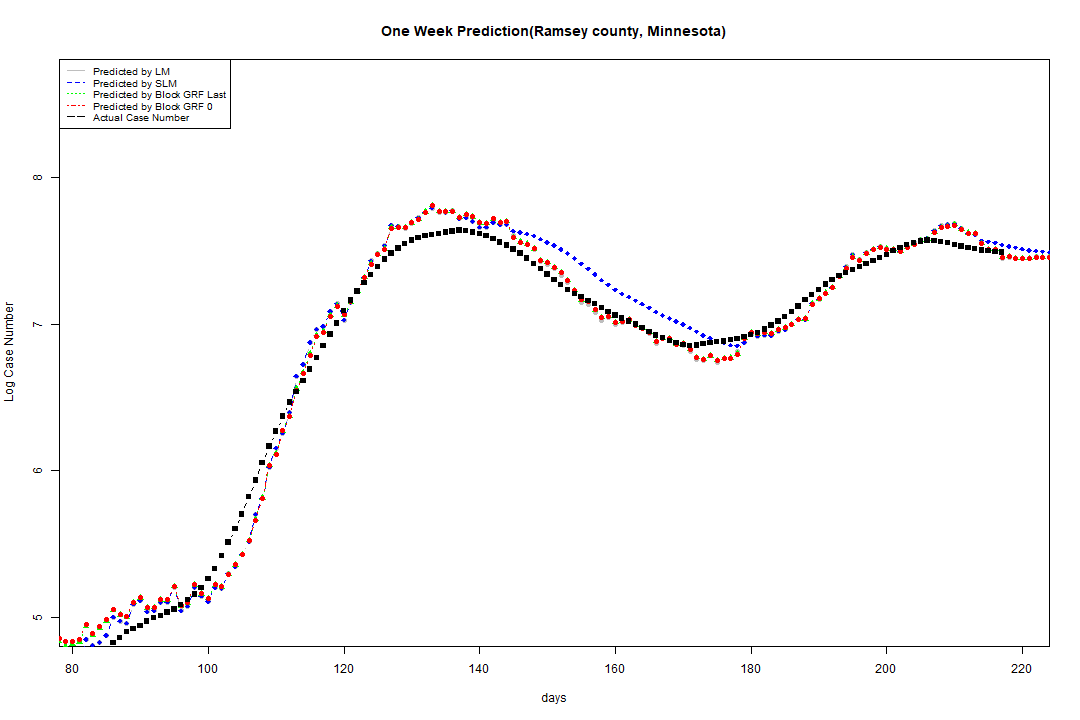 One Week Prediction(Ramsey county, Minnesota)
Predicted by LM
Predicted by SLM
Predicted by Block GRF Last
Predicted by Block GRF 0
Actual Case Number
8
7
6
5
Log Case Number
80 100 120 140 160 180 200 220
days